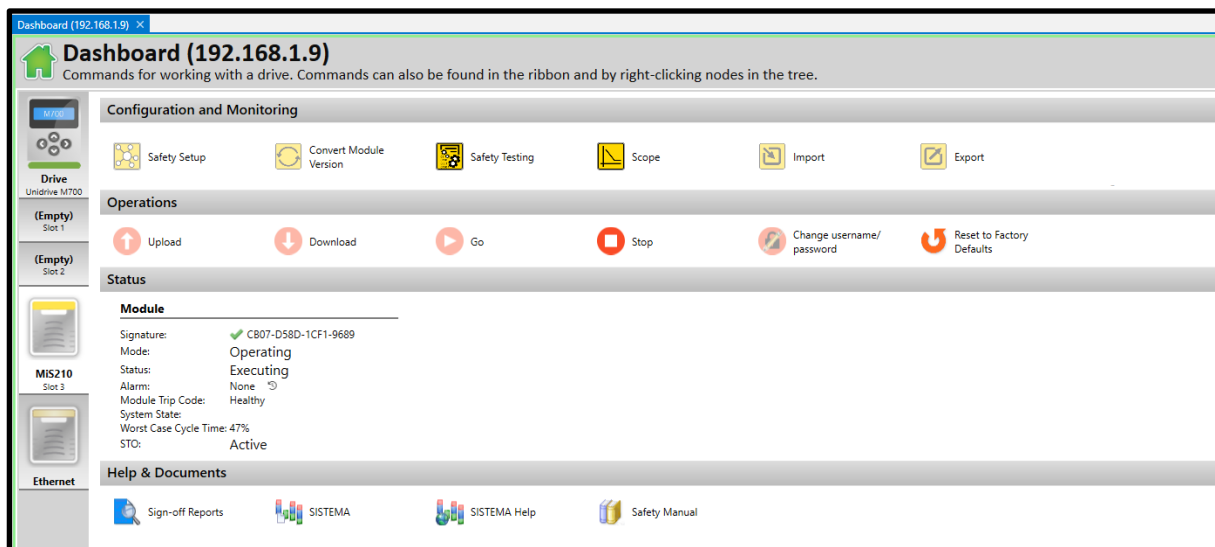 Dashboard (192.168.1.9) ×
Dashboard (192.168.1.9)
Commands for working with a drive. Commands can also be found in the ribbon and by right-clicking nodes in the tree.
M700
Drive
Unidrive M700
(Empty)
Slot 1
(Empty)
Slot 2
MiS210
Slot 3
Ethernet
Configuration and Monitoring
Safety Setup
Convert Module
Version
Safety Testing
Scope
Import
Export
Operations
Upload
Download
Go
Stop
Change username/
password
Reset to Factory
Defaults
Status
Module
Signature: CB07-D58D-1CF1-9689
Mode: Operating
Status: Executing
Alarm: None
Module Trip Code: Healthy
System State:
Worst Case Cycle Time: 47%
STO: Active
Help & Documents
Sign-off Reports
SISTEMA
SISTEMA Help
Safety Manual